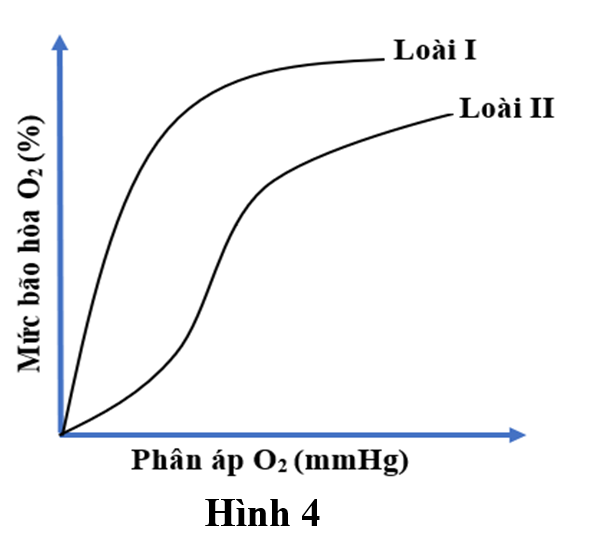 Loài I
Loài II
Mức bão hòa O₂ (%)
Phân áp O₂ (mmHg)
Hình 4